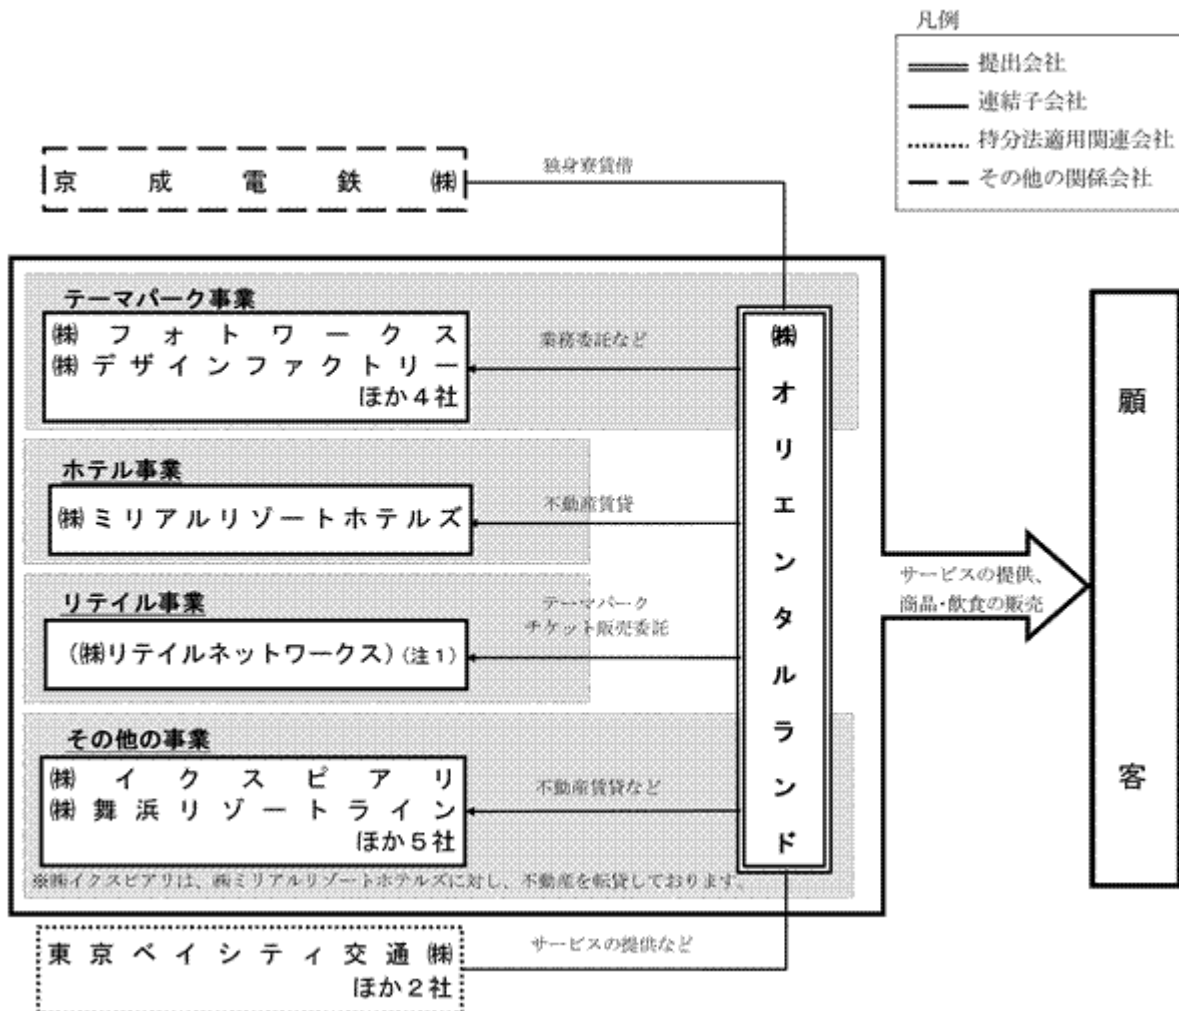 凡例
提出会社
連結子会社
持分法適用関連会社
その他の関係会社
京成電鉄㈱
独身寮賃借
テーマパーク事業
㈱フォトワークス
㈱デザインファクトリー
ほか4社
業務委託など
ホテル事業
㈱ミリアルリゾートホテルズ
不動産賃貸
リテイル事業
(㈱リテイルネットワークス)(注1)
テーマパーク
チケット販売委託
その他の事業
㈱イクスピアリ
㈱舞浜リゾートライン
ほか5社
不動産賃貸など
※㈱イクスピアリは、㈱ミリアルリゾートホテルズに対し、不動産を転貸しております。
㈱オリエンタルランド
サービスの提供、
商品・飲食の販売
顧客
東京ベイシティ交通㈱
ほか2社
サービスの提供など